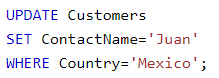 UPDATE Customers
SET ContactName='Juan'
WHERE Country='Mexico';